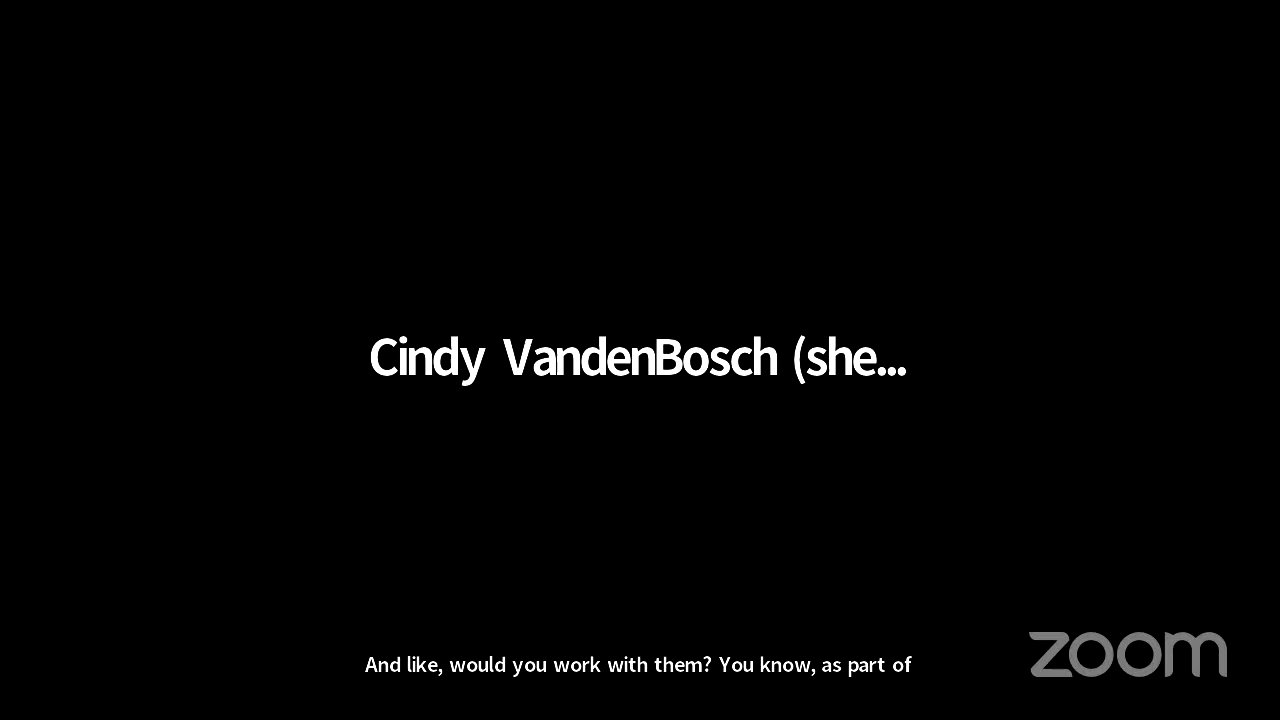 Cindy VandenBosch (she...
And like, would you work with them? You know, as part of
zoom